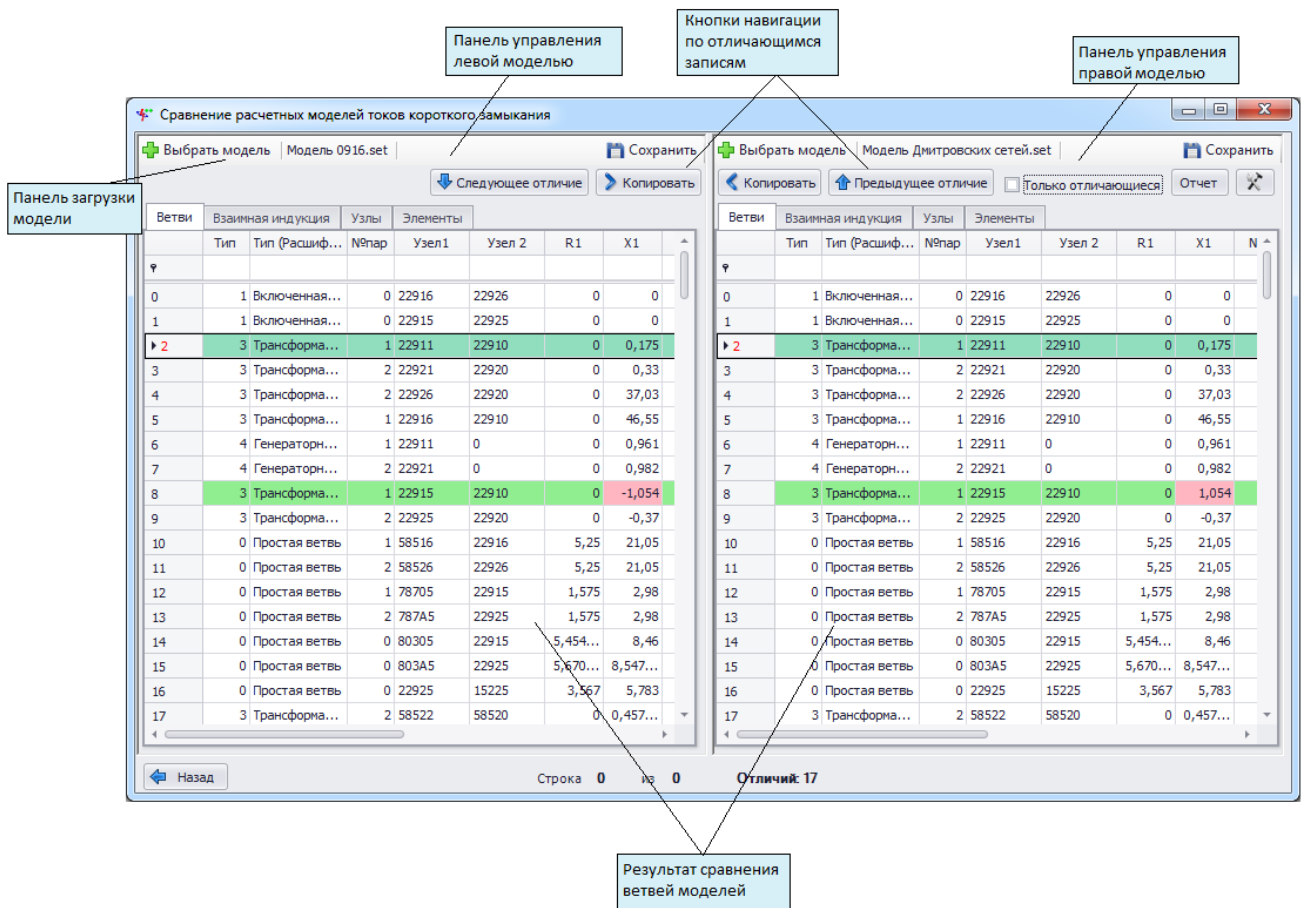 Кнопки навигации
по отличающимся
записям
Панель управления
левой моделью
Панель управления
правой моделью
Сравнение расчетных моделей токов короткого замыкания
Панель загрузки
модели
Выбрать модель Модель 0916.set Сохранить
Следующее отличие Копировать
Ветви Взаимная индукция Узлы Элементы
Тип Тип (Расшиф... №пар Узел1 Узел 2 R1 X1
0 1 Включенная... 0 22916 22926 0 0
1 1 Включенная... 0 22915 22925 0 0
2 3 Трансформа... 1 22911 22910 0 0,175
3 3 Трансформа... 2 22921 22920 0 0,33
4 3 Трансформа... 2 22926 22920 0 37,03
5 3 Трансформа... 1 22916 22910 0 46,55
6 4 Генераторн... 1 22911 0 0 0,961
7 4 Генераторн... 2 22921 0 0 0,982
8 3 Трансформа... 1 22915 22910 0 -1,054
9 3 Трансформа... 2 22925 22920 0 -0,37
10 0 Простая ветвь 1 58516 22916 5,25 21,05
11 0 Простая ветвь 2 58526 22926 5,25 21,05
12 0 Простая ветвь 1 78705 22915 1,575 2,98
13 0 Простая ветвь 2 787A5 22925 1,575 2,98
14 0 Простая ветвь 0 80305 22915 5,454... 8,46
15 0 Простая ветвь 0 803A5 22925 5,670... 8,547...
16 0 Простая ветвь 0 22925 15225 3,567 5,783
17 3 Трансформа... 2 58522 58520 0 0,457...
Выбрать модель Модель Дмитровских сетей.set Сохранить
Копировать Предыдущее отличие Только отличающиеся Отчет
Ветви Взаимная индукция Узлы Элементы
Тип Тип (Расшиф... №пар Узел1 Узел 2 R1 X1 N
0 1 Включенная... 0 22916 22926 0 0
1 1 Включенная... 0 22915 22925 0 0
2 3 Трансформа... 1 22911 22910 0 0,175
3 3 Трансформа... 2 22921 22920 0 0,33
4 3 Трансформа... 2 22926 22920 0 37,03
5 3 Трансформа... 1 22916 22910 0 46,55
6 4 Генераторн... 1 22911 0 0 0,961
7 4 Генераторн... 2 22921 0 0 0,982
8 3 Трансформа... 1 22915 22910 0 1,054
9 3 Трансформа... 2 22925 22920 0 -0,37
10 0 Простая ветвь 1 58516 22916 5,25 21,05
11 0 Простая ветвь 2 58526 22926 5,25 21,05
12 0 Простая ветвь 1 78705 22915 1,575 2,98
13 0 Простая ветвь 2 787A5 22925 1,575 2,98
14 0 Простая ветвь 0 80305 22915 5,454... 8,46
15 0 Простая ветвь 0 803A5 22925 5,670... 8,547...
16 0 Простая ветвь 0 22925 15225 3,567 5,783
17 3 Трансформа... 2 58522 58520 0 0,457...
Назад Строка 0 из 0 Отличий: 17
Результат сравнения
ветвей моделей